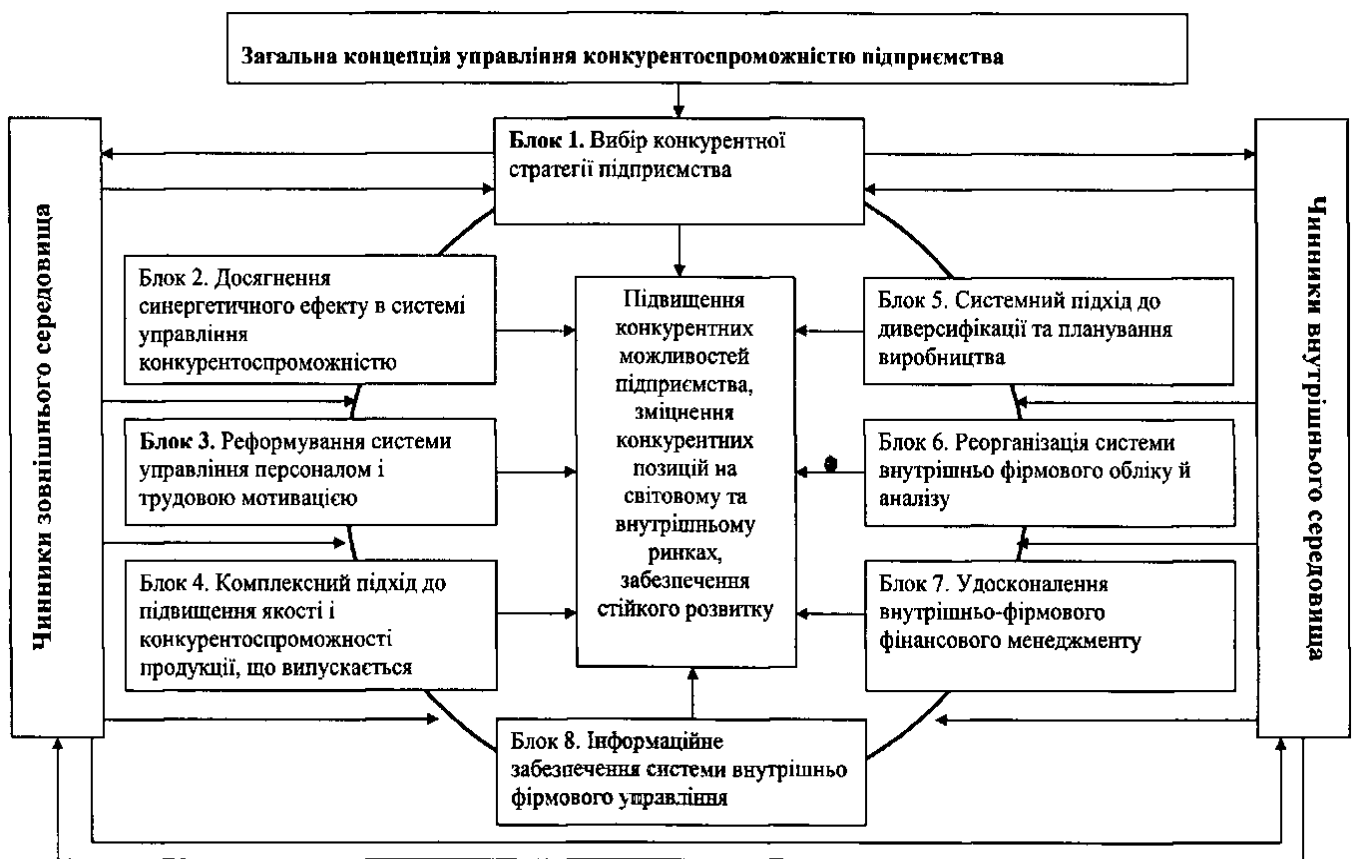 Загальна концепція управління конкурентоспроможністю підприємства
Чинники зовнішнього середовища
Блок 1. Вибір конкурентної
стратегії підприємства
Блок 2. Досягнення
синергетичного ефекту в системі
управління
конкурентоспроможністю
Блок 3. Реформування системи
управління персоналом і
трудовою мотивацією
Блок 4. Комплексний підхід до
підвищення якості і
конкурентоспроможності
продукції, що випускається
Підвищення
конкурентних
можливостей
підприємства,
зміцнення
конкурентних
позицій на
світовому та
внутрішньому
ринках,
забезпечення
стійкого розвитку
Блок 5. Системний підхід до
диверсифікації та планування
виробництва
Блок 6. Реорганізація системи
внутрішньо фірмового обліку й
аналізу
Блок 7. Удосконалення
внутрішньо-фірмового
фінансового менеджменту
Блок 8. Інформаційне
забезпечення системи внутрішньо
фірмового управління
Чинники внутрішнього середовища